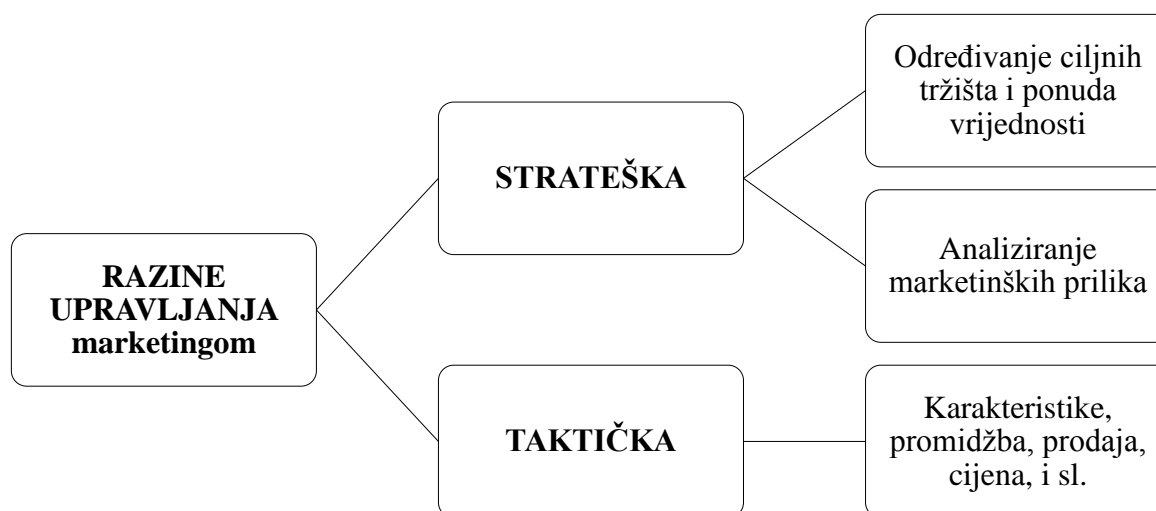 RAZINE
UPRAVLJANJA
marketingom
STRATEŠKA
Određivanje ciljnih
tržišta i ponuda
vrijednosti
Analiziranje
marketinških prilika
TAKTIČKA
Karakteristike,
promidžba, prodaja,
cijena, i sl.